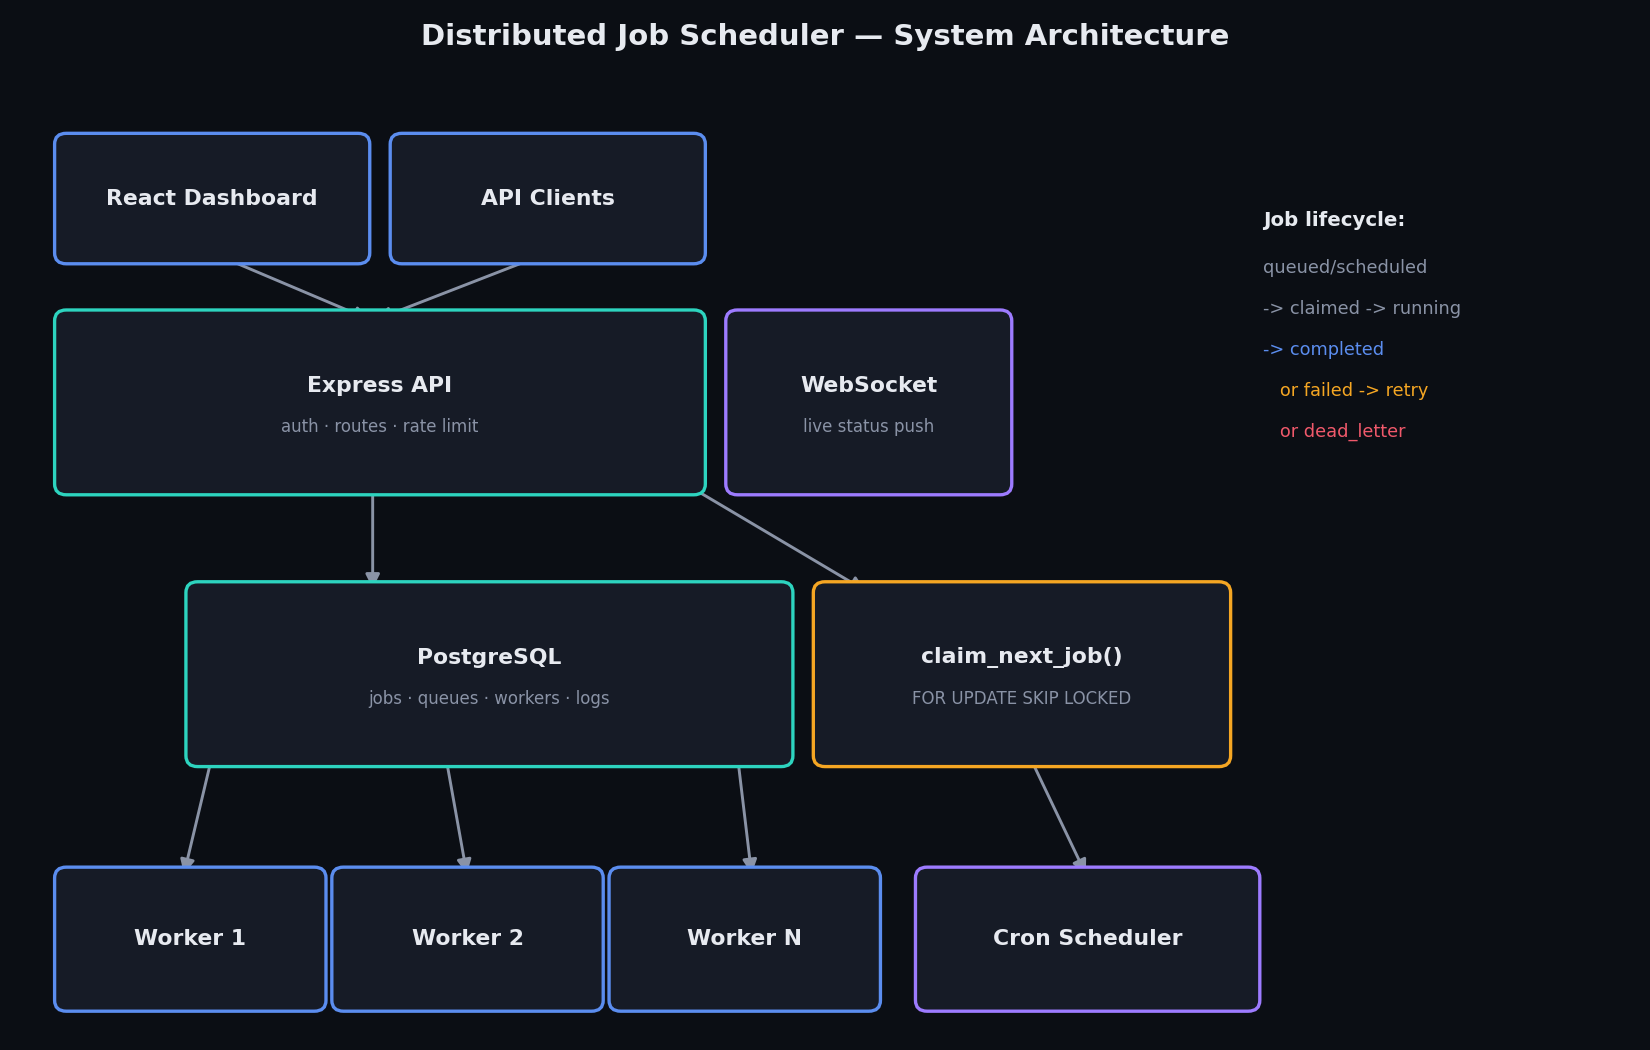 Distributed Job Scheduler — System Architecture
React Dashboard
API Clients
Express API
auth · routes · rate limit
WebSocket
live status push
Job lifecycle:
queued/scheduled
-> claimed -> running
-> completed
or failed -> retry
or dead_letter
PostgreSQL
jobs · queues · workers · logs
claim_next_job()
FOR UPDATE SKIP LOCKED
Worker 1
Worker 2
Worker N
Cron Scheduler